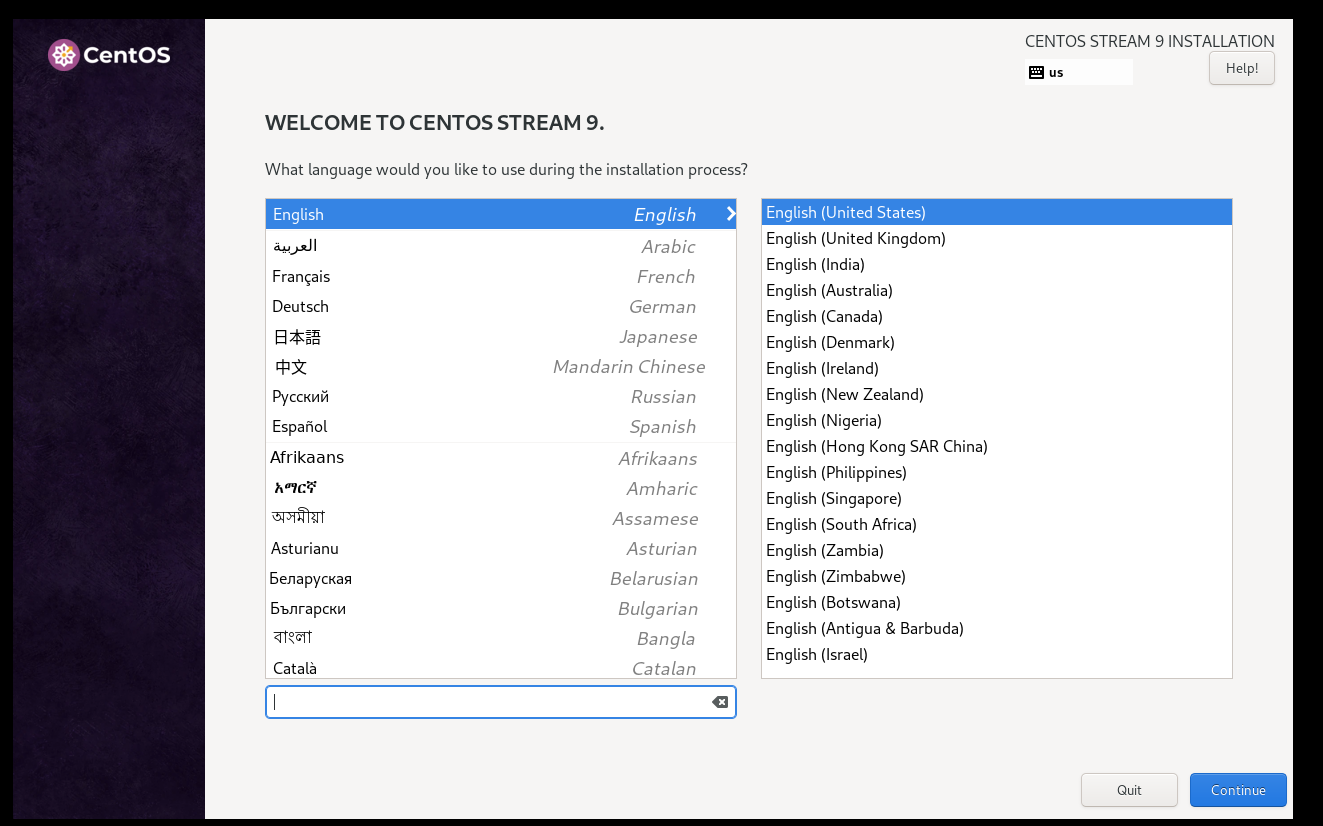 CentOS
CENTOS STREAM 9 INSTALLATION
us
Help!
WELCOME TO CENTOS STREAM 9.
What language would you like to use during the installation process?
English English
العربية Arabic
Français French
Deutsch German
日本語 Japanese
中文 Mandarin Chinese
Русский Russian
Español Spanish
Afrikaans Afrikaans
አማርኛ Amharic
অসমীয়া Assamese
Asturianu Asturian
Беларуская Belarusian
Български Bulgarian
বাংলা Bangla
Català Catalan
English (United States)
English (United Kingdom)
English (India)
English (Australia)
English (Canada)
English (Denmark)
English (Ireland)
English (New Zealand)
English (Nigeria)
English (Hong Kong SAR China)
English (Philippines)
English (Singapore)
English (South Africa)
English (Zambia)
English (Zimbabwe)
English (Botswana)
English (Antigua & Barbuda)
English (Israel)
Quit
Continue